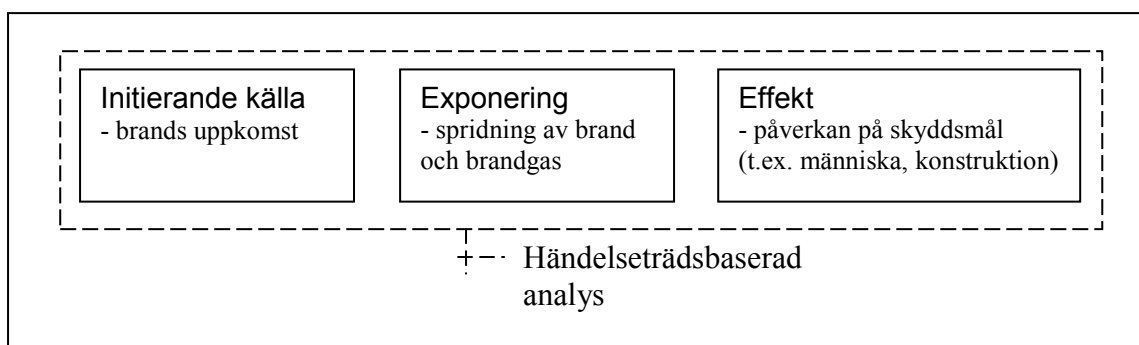 Initierande källa
- brands uppkomst
Exponering
- spridning av brand
och brandgas
Effekt
- påverkan på skyddsmål
(t.ex. människa, konstruktion)
Händelseträdsbaserad
analys